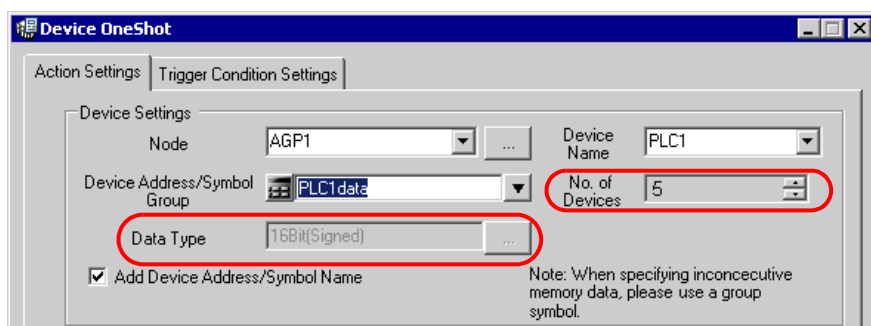 Device OneShot
Action Settings Trigger Condition Settings
Device Settings
Node AGP1 ... Device Name PLC1
Device Address/Symbol Group PLC1data No. of Devices 5
Data Type 16Bit(Signed) ...
Add Device Address/Symbol Name
Note: When specifying inconcecutive
memory data, please use a group
symbol.